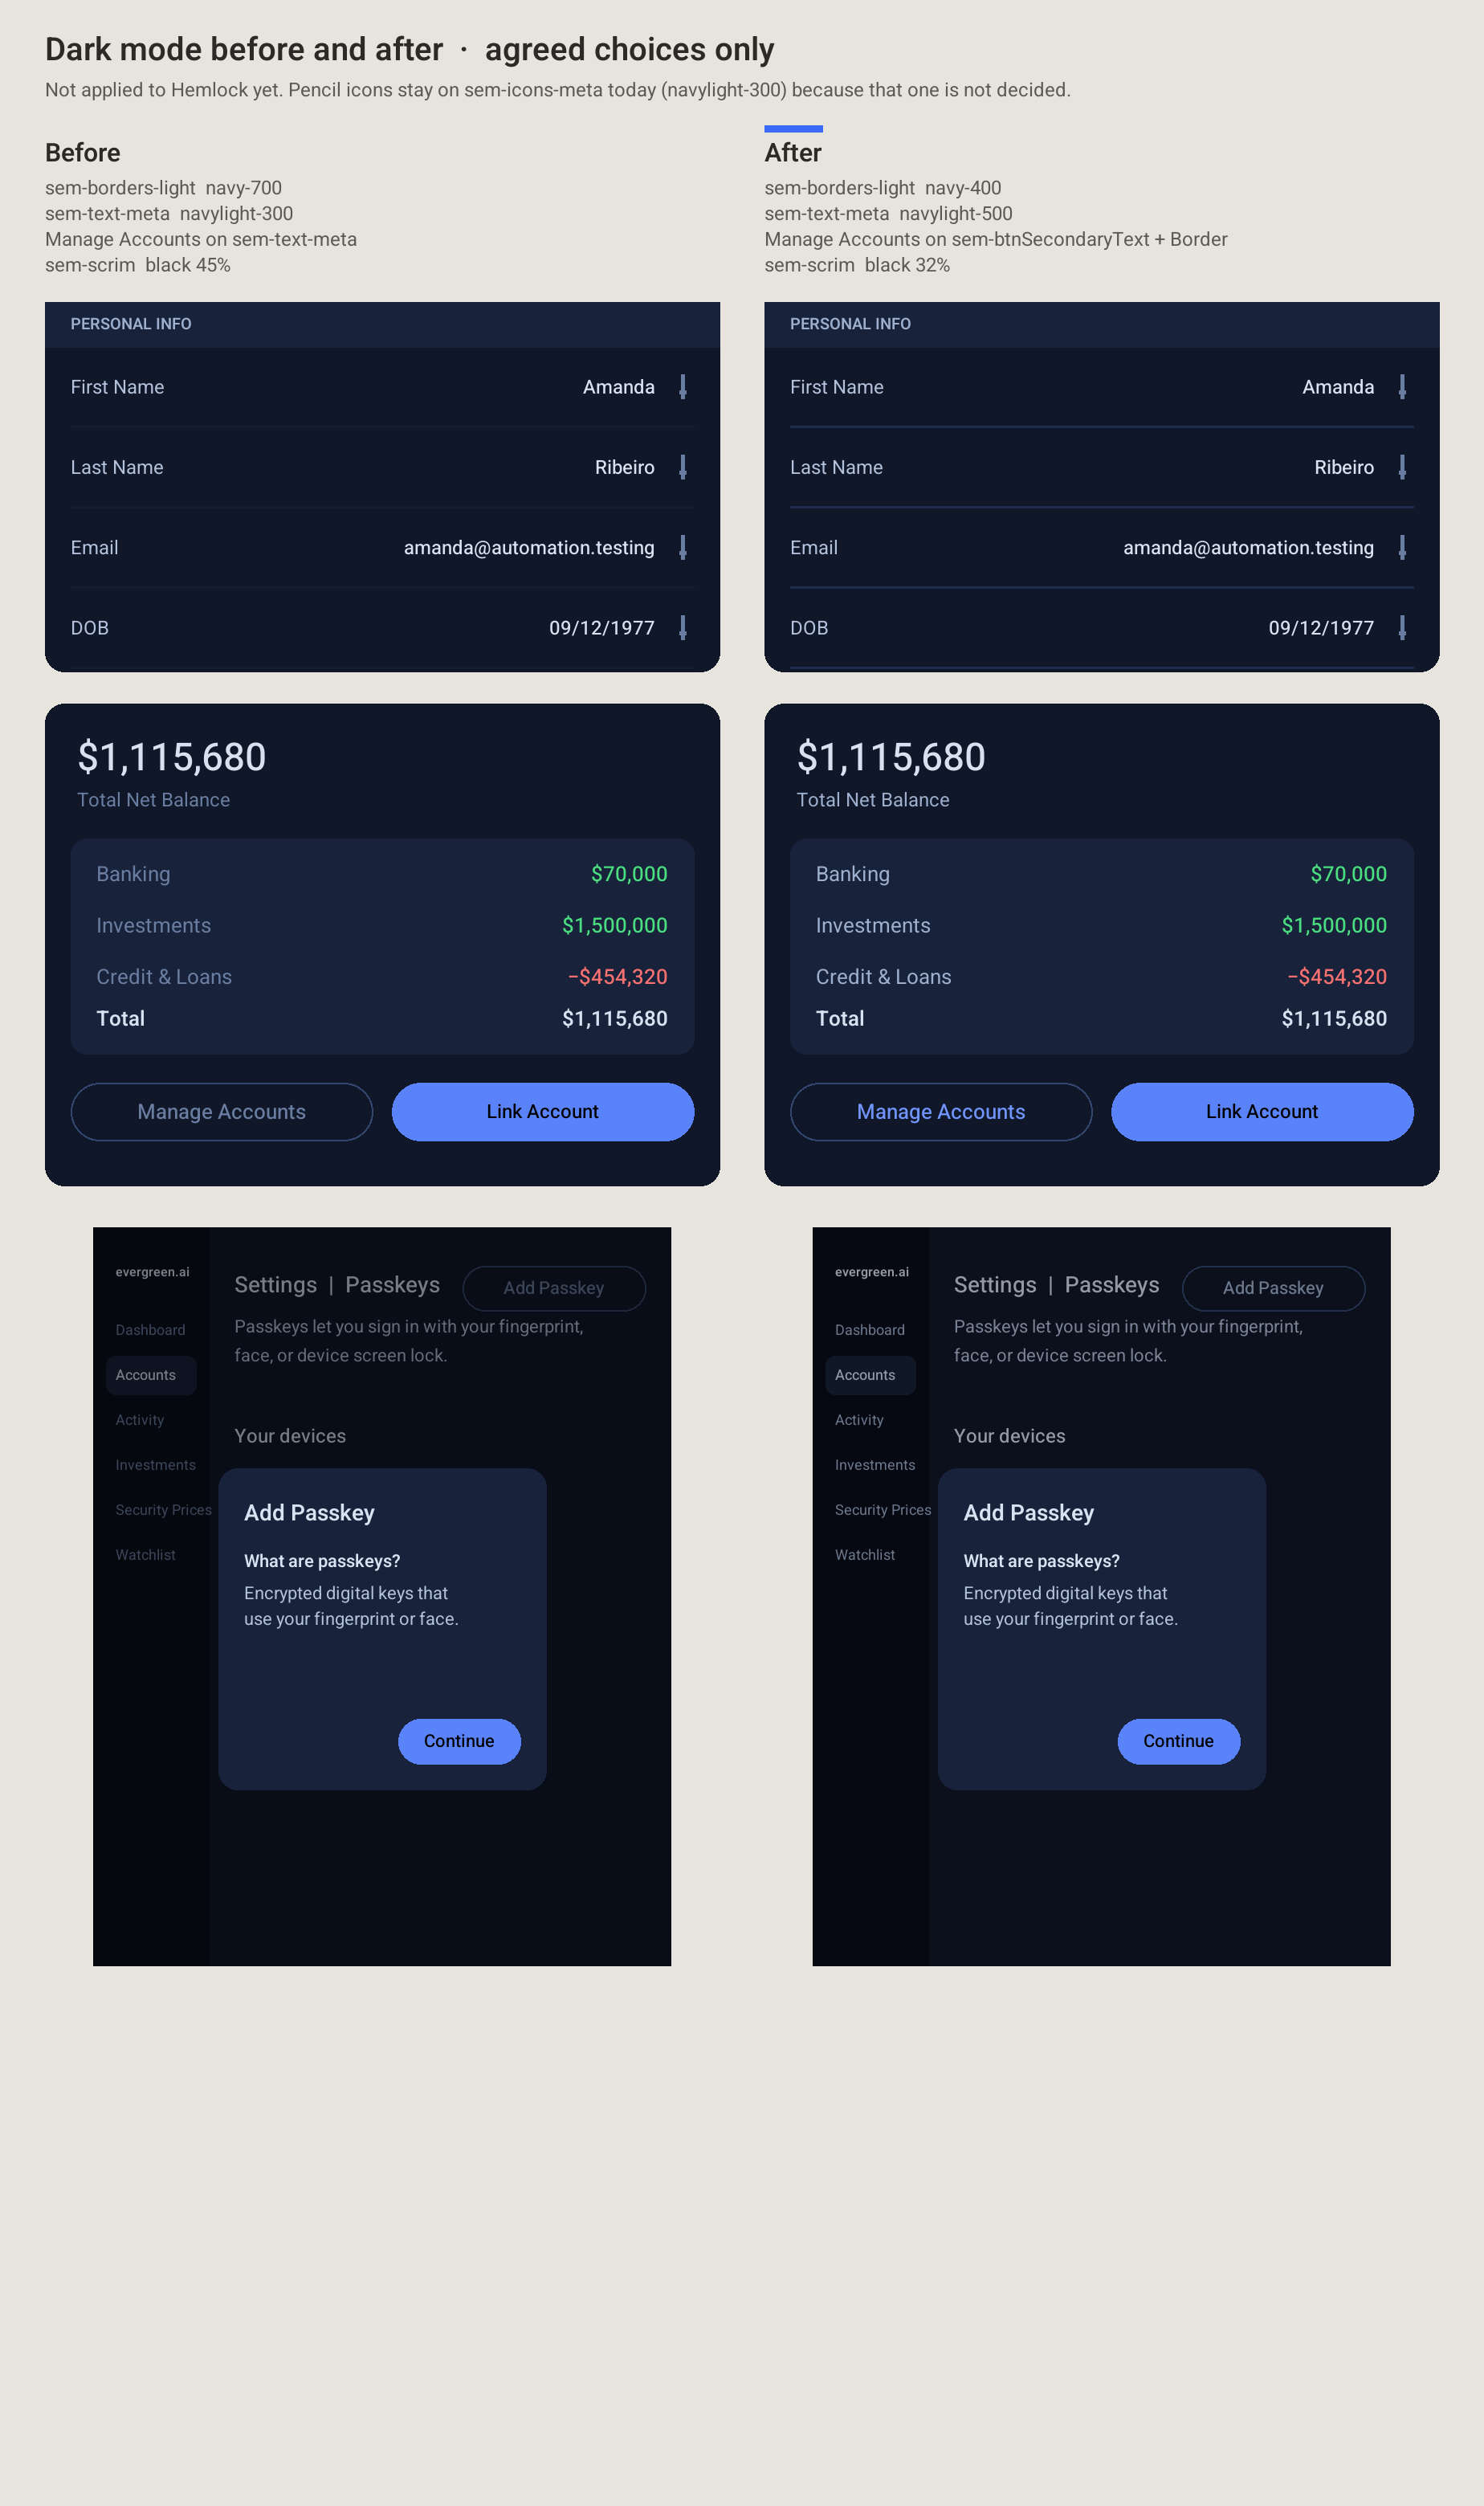 Dark mode before and after · agreed choices only
Not applied to Hemlock yet. Pencil icons stay on sem-icons-meta today (navylight-300) because that one is not decided.
Before
sem-borders-light navy-700
sem-text-meta navylight-300
Manage Accounts on sem-text-meta
sem-scrim black 45%
PERSONAL INFO
First Name Amanda
Last Name Ribeiro
Email amanda@automation.testing
DOB 09/12/1977
$1,115,680
Total Net Balance
Banking $70,000
Investments $1,500,000
Credit & Loans −$454,320
Total $1,115,680
Manage Accounts Link Account
evergreen.ai
Dashboard
Accounts
Activity
Investments
Security Prices
Watchlist
Settings | Passkeys Add Passkey
Passkeys let you sign in with your fingerprint,
face, or device screen lock.
Your devices
Add Passkey
What are passkeys?
Encrypted digital keys that
use your fingerprint or face.
Continue
After
sem-borders-light navy-400
sem-text-meta navylight-500
Manage Accounts on sem-btnSecondaryText + Border
sem-scrim black 32%
PERSONAL INFO
First Name Amanda
Last Name Ribeiro
Email amanda@automation.testing
DOB 09/12/1977
$1,115,680
Total Net Balance
Banking $70,000
Investments $1,500,000
Credit & Loans −$454,320
Total $1,115,680
Manage Accounts Link Account
evergreen.ai
Dashboard
Accounts
Activity
Investments
Security Prices
Watchlist
Settings | Passkeys Add Passkey
Passkeys let you sign in with your fingerprint,
face, or device screen lock.
Your devices
Add Passkey
What are passkeys?
Encrypted digital keys that
use your fingerprint or face.
Continue